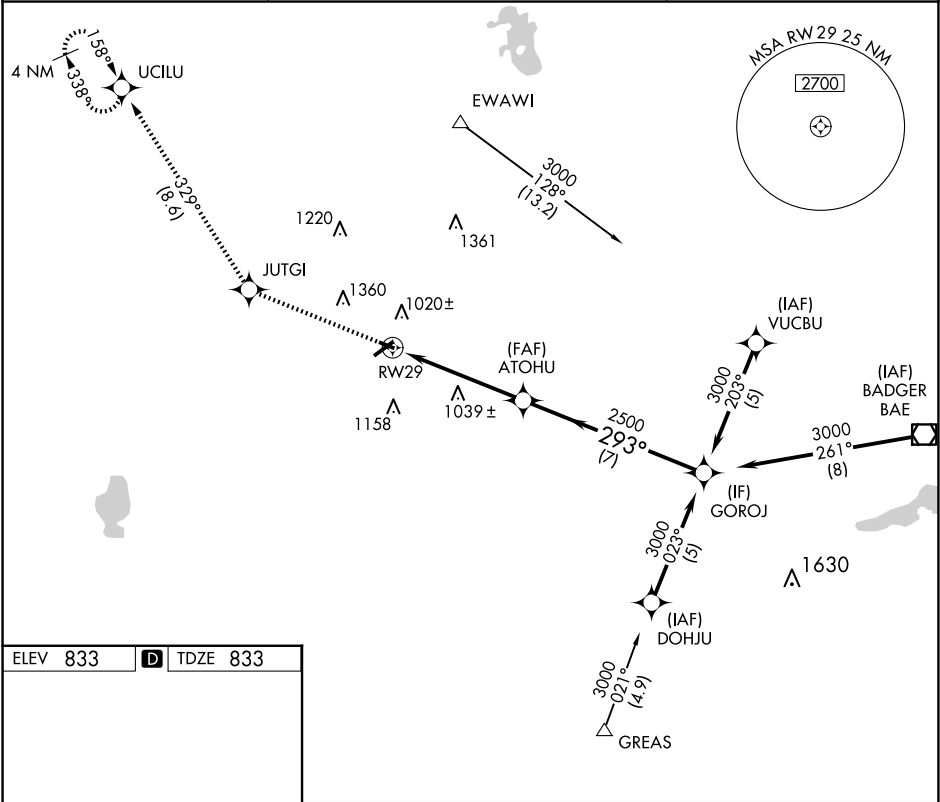 158°
4 NM
338°
UCILU
MSA RW 29 25 NM
2700
EWAWI
3000
128°
(13.2)
329°
(8.6)
1220
1361
JUTGI
1360
1020±
RW29
(FAF)
ATOHU
(IAF)
VUCBU
3000
203°
(5)
(IAF)
BADGER
BAE
1158
1039±
2500
293°
(7)
3000
261°
(8)
(IF)
GOROJ
3000
023°
(5)
1630
(IAF)
DOHJU
3000
021°
(4.9)
GREAS
ELEV 833 D TDZE 833